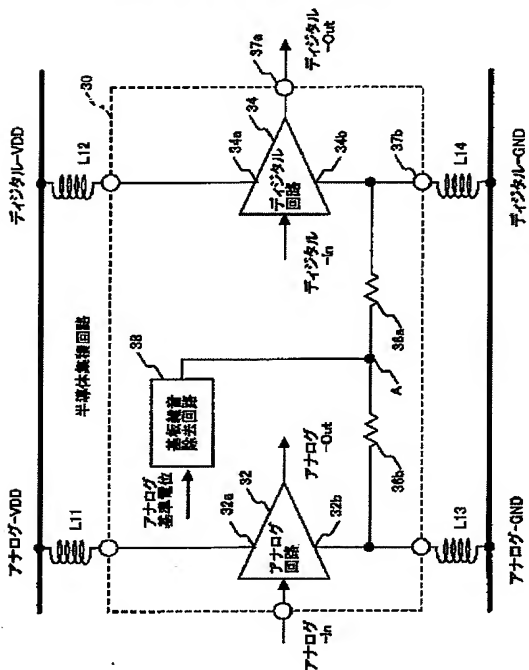 アナログ-VDD
ディジタル-VDD
L11
半導体集積回路
L12
30
38
基板雑音
除去回路
アナログ
基準電位
32a
32
アナログ
回路
32b
アナログ
-In
アナログ
-Out
34a
34
ディジタル
回路
34b
ディジタル
-In
37a
ディジタル
-Out
36b
A
36a
37b
L13
L14
アナログ-GND
ディジタル-GND